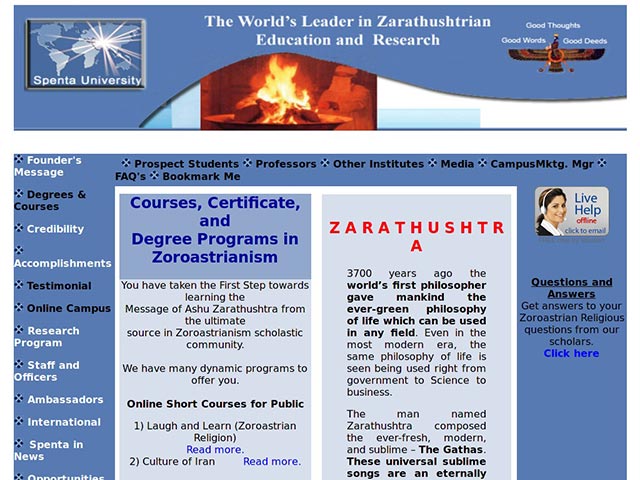 The World's Leader in Zarathushtrian
Education and Research
Spenta University
Good Thoughts
Good Words
Good Deeds
Founder's
Message
Degrees &
Courses
Credibility
Accomplishments
Testimonial
Online Campus
Research
Program
Staff and
Officers
Ambassadors
International
Spenta in
News
Opportunities
Prospect Students Professors Other Institutes Media CampusMktg. Mgr
FAQ's Bookmark Me
Courses, Certificate,
and
Degree Programs in
Zoroastrianism
You have taken the First Step towards
learning the
Message of Ashu Zarathushtra from
the ultimate
source in Zoroastrianism scholastic
community.
We have many dynamic programs to
offer you.
Online Short Courses for Public
1) Laugh and Learn (Zoroastrian
Religion)
Read more.
2) Culture of Iran Read more.
Z A R A T H U S H T R
A
3700 years ago the
world's first philosopher
gave mankind the
ever-green philosophy
of life which can be used
in any field. Even in the
most modern era, the
same philosophy of life is
seen being used right from
government to Science to
business.
The man named
Zarathushtra composed
the ever-fresh, modern,
and sublime – The Gathas.
These universal sublime
songs are an eternally
Live
Help
offline
click to email
Questions and
Answers
Get answers to your
Zoroastrian Religious
questions from our
scholars.
Click here